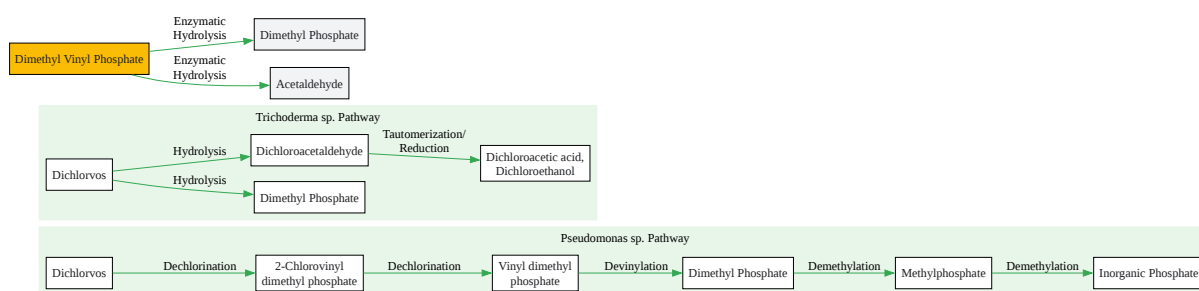 Enzymatic
Hydrolysis
Dimethyl Phosphate
Dimethyl Vinyl Phosphate
Enzymatic
Hydrolysis
Acetaldehyde
Trichoderma sp. Pathway
Dichlorvos
Hydrolysis
Dichloroacetaldehyde
Tautomerization/
Reduction
Dichloroacetic acid,
Dichloroethanol
Hydrolysis
Dimethyl Phosphate
Pseudomonas sp. Pathway
Dichlorvos
Dechlorination
2-Chlorovinyl
dimethyl phosphate
Dechlorination
Vinyl dimethyl
phosphate
Devinylation
Dimethyl Phosphate
Demethylation
Methylphosphate
Demethylation
Inorganic Phosphate